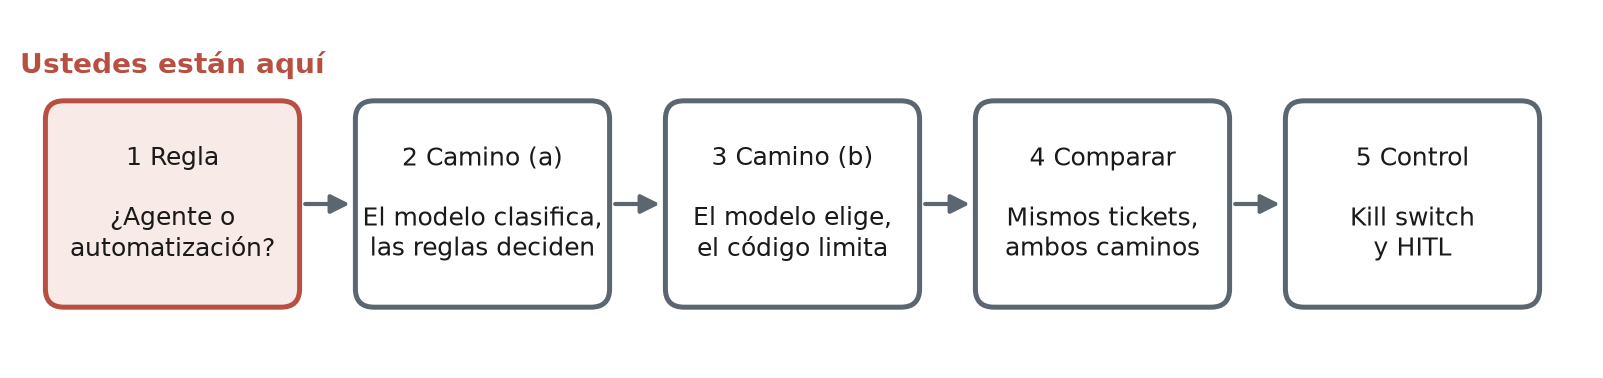 Ustedes están aquí
1 Regla
¿Agente o
automatización?
2 Camino (a)
El modelo clasifica,
las reglas deciden
3 Camino (b)
El modelo elige,
el código limita
4 Comparar
Mismos tickets,
ambos caminos
5 Control
Kill switch
y HITL